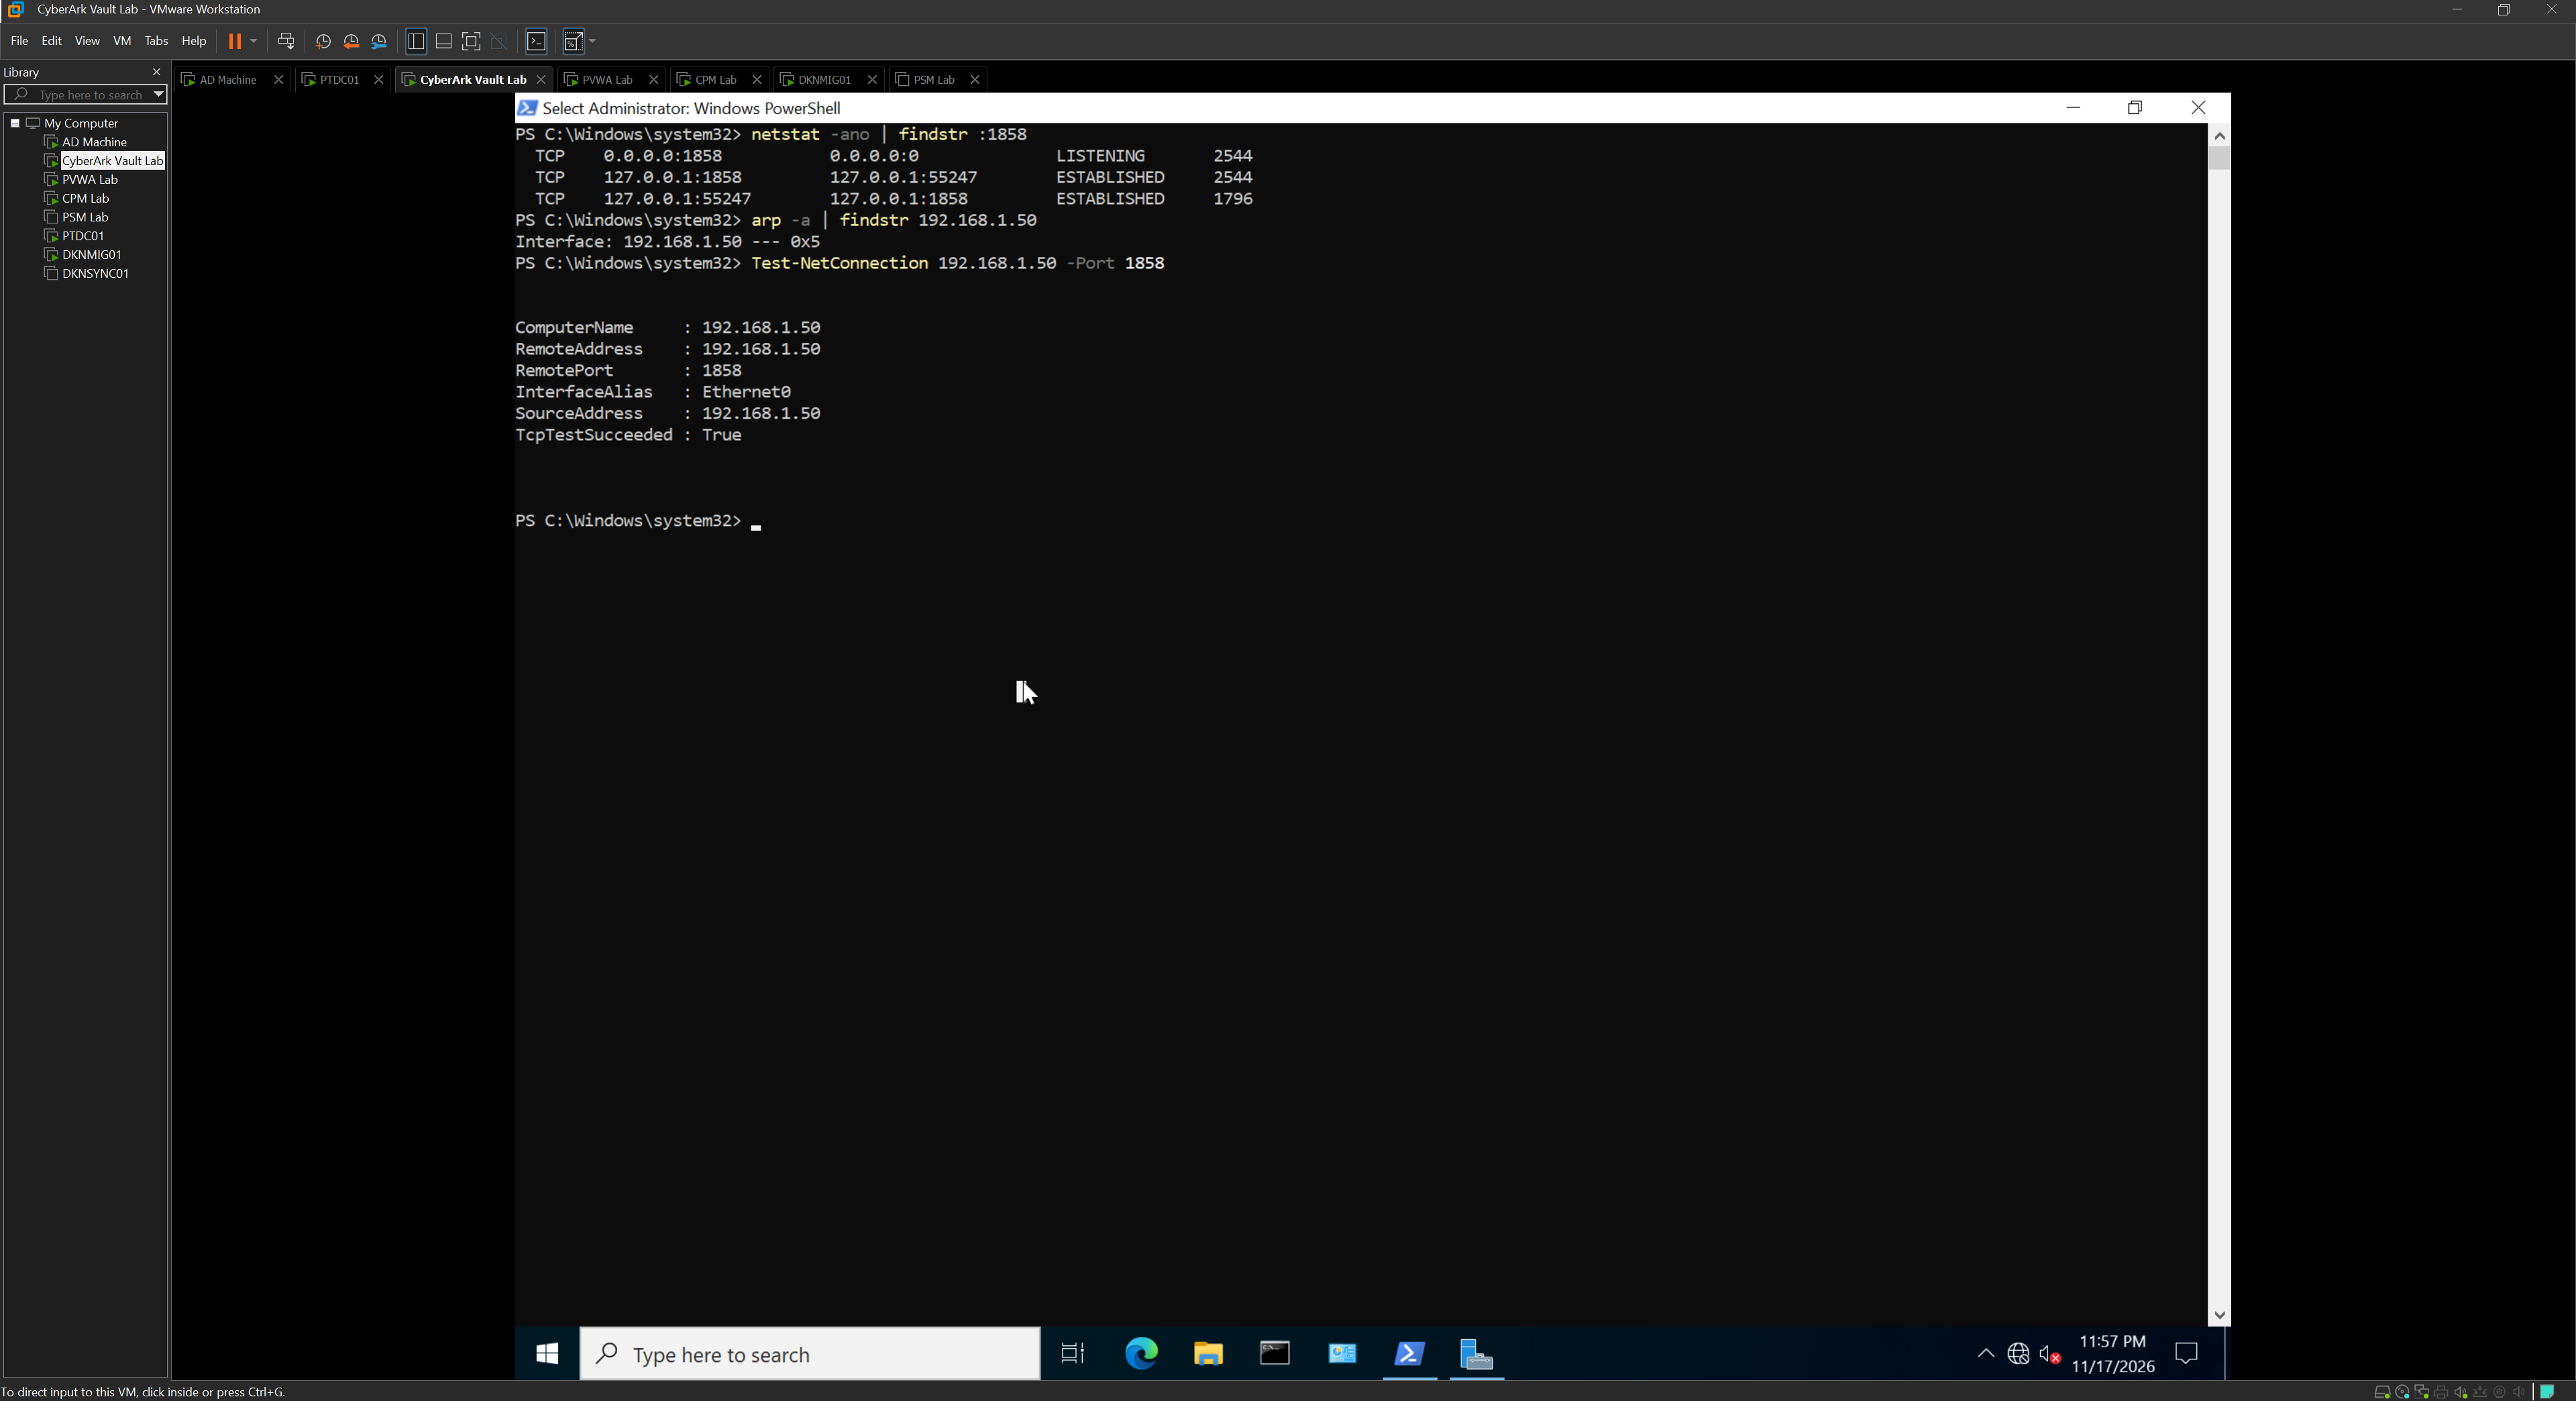 CyberArk Vault Lab - VMware Workstation
File Edit View VM Tabs Help
Library
Type here to search
My Computer
AD Machine
CyberArk Vault Lab
PVWA Lab
CPM Lab
PSM Lab
PTDC01
DKNMIG01
DKNSYNC01
AD Machine PTDC01 CyberArk Vault Lab PVWA Lab CPM Lab DKNMIG01 PSM Lab
Select Administrator: Windows PowerShell
PS C:\Windows\system32> netstat -ano | findstr :1858
TCP 0.0.0.0:1858 0.0.0.0:0 LISTENING 2544
TCP 127.0.0.1:1858 127.0.0.1:55247 ESTABLISHED 2544
TCP 127.0.0.1:55247 127.0.0.1:1858 ESTABLISHED 1796
PS C:\Windows\system32> arp -a | findstr 192.168.1.50
Interface: 192.168.1.50 --- 0x5
PS C:\Windows\system32> Test-NetConnection 192.168.1.50 -Port 1858
ComputerName : 192.168.1.50
RemoteAddress : 192.168.1.50
RemotePort : 1858
InterfaceAlias : Ethernet0
SourceAddress : 192.168.1.50
TcpTestSucceeded : True
PS C:\Windows\system32>
Type here to search
11:57 PM
11/17/2026
To direct input to this VM, click inside or press Ctrl+G.